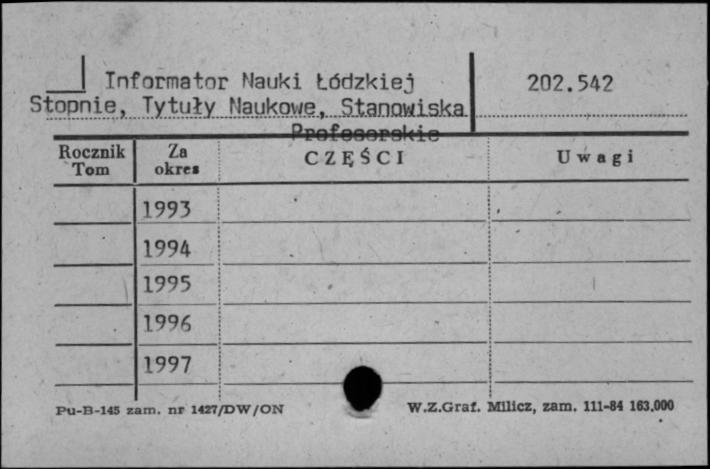 Informator Nauki Łódzkiej 202.542
Stopnie, Tytuły Naukowe, Stanowiska
Profesorskie
Rocznik Tom Za okres CZĘŚCI Uwagi
1993
1994
1995
1996
1997
Pu-B-145 zam. nr 1427/DW/ON W.Z.Graf. Milicz, zam. 111-84 163.000